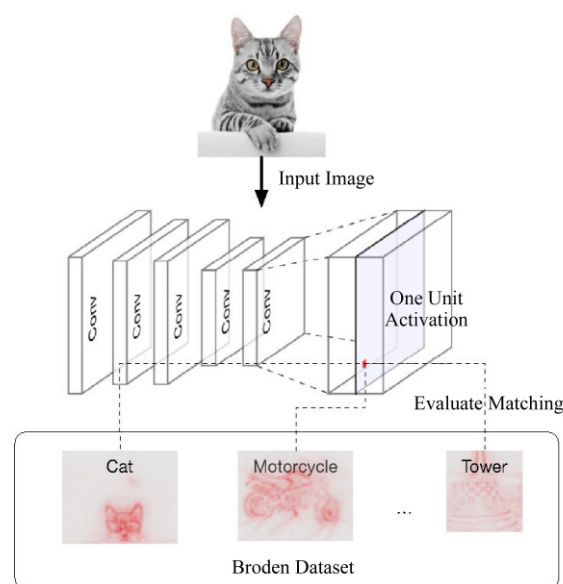 Input Image
Conv
Conv
Conv
Conv
Conv
One Unit
Activation
Evaluate Matching
Cat
Motorcycle
Tower
...
Broden Dataset